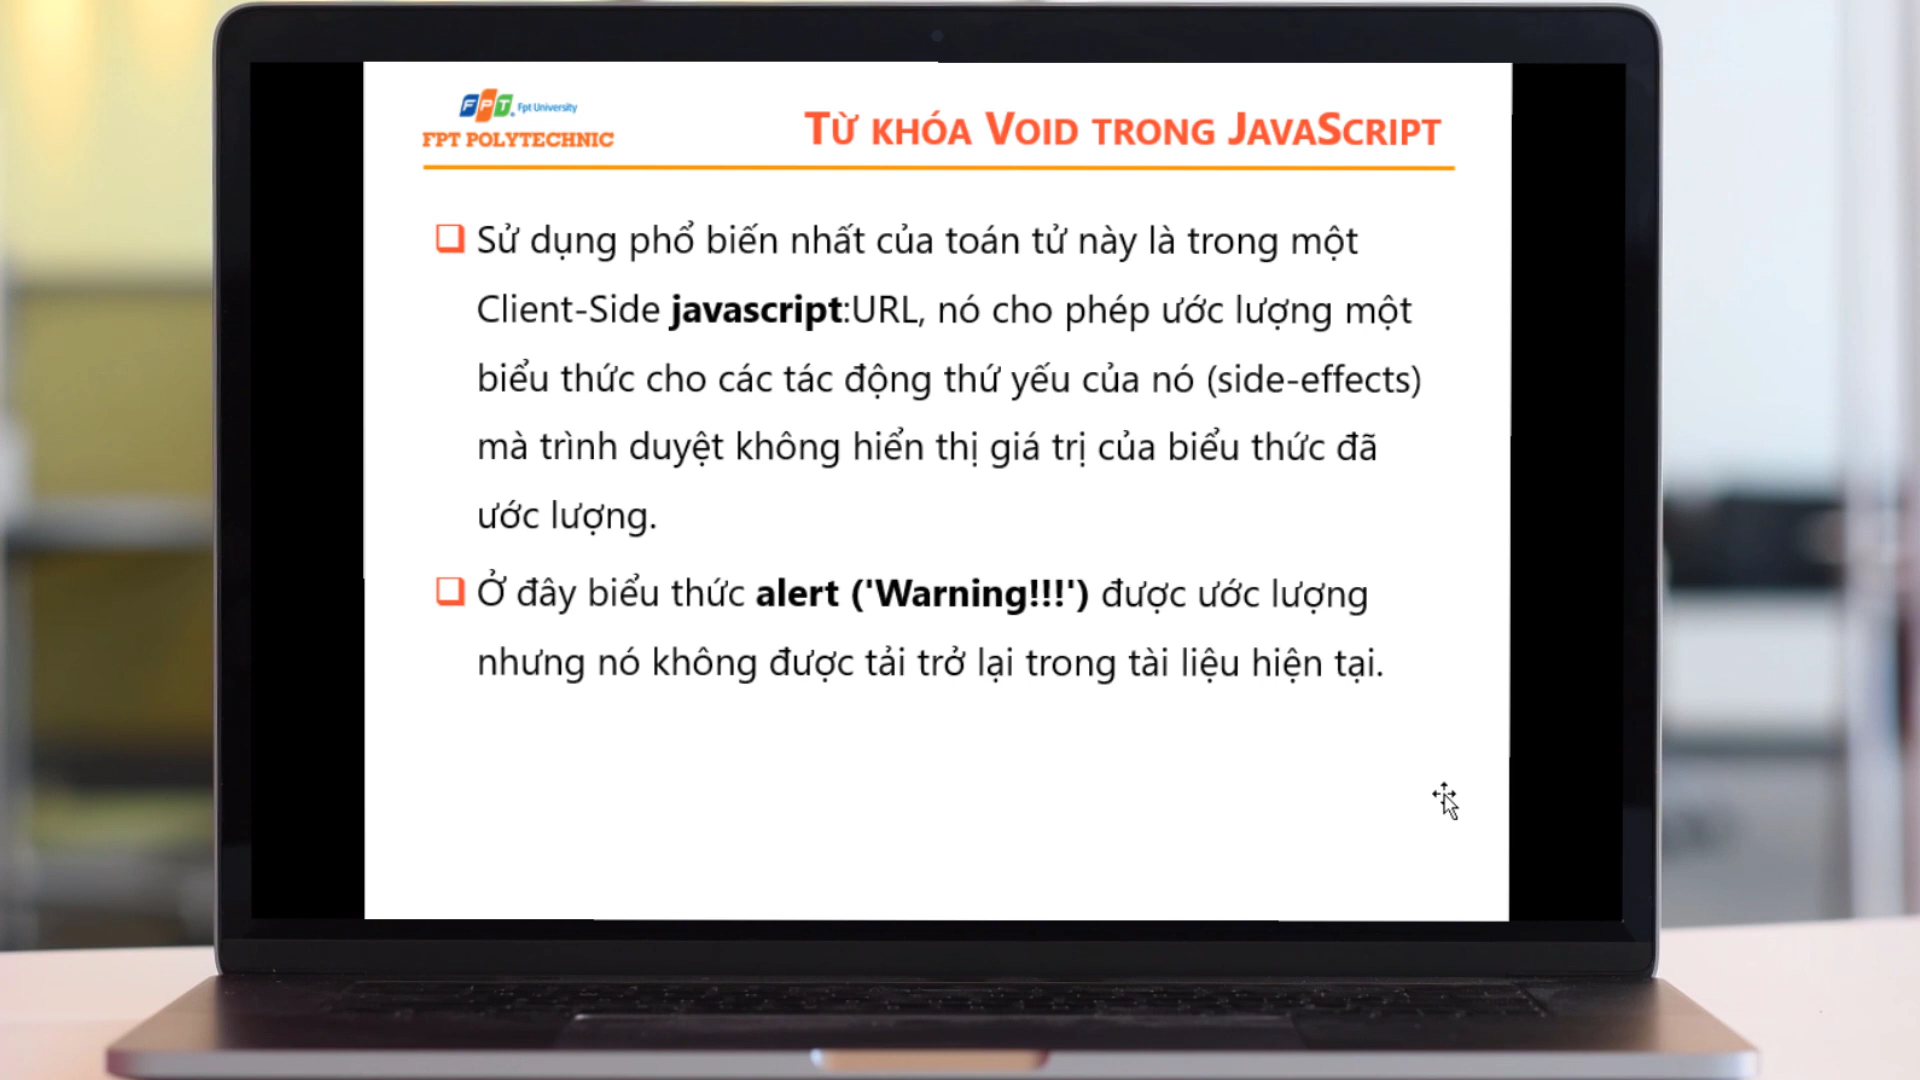 FPT. Fpt University
FPT POLYTECHNIC
TỪ KHÓA VOID TRONG JAVASCRIPT
Sử dụng phổ biến nhất của toán tử này là trong một
Client-Side javascript:URL, nó cho phép ước lượng một
biểu thức cho các tác động thứ yếu của nó (side-effects)
mà trình duyệt không hiển thị giá trị của biểu thức đã
ước lượng.
Ở đây biểu thức alert ('Warning!!!') được ước lượng
nhưng nó không được tải trở lại trong tài liệu hiện tại.